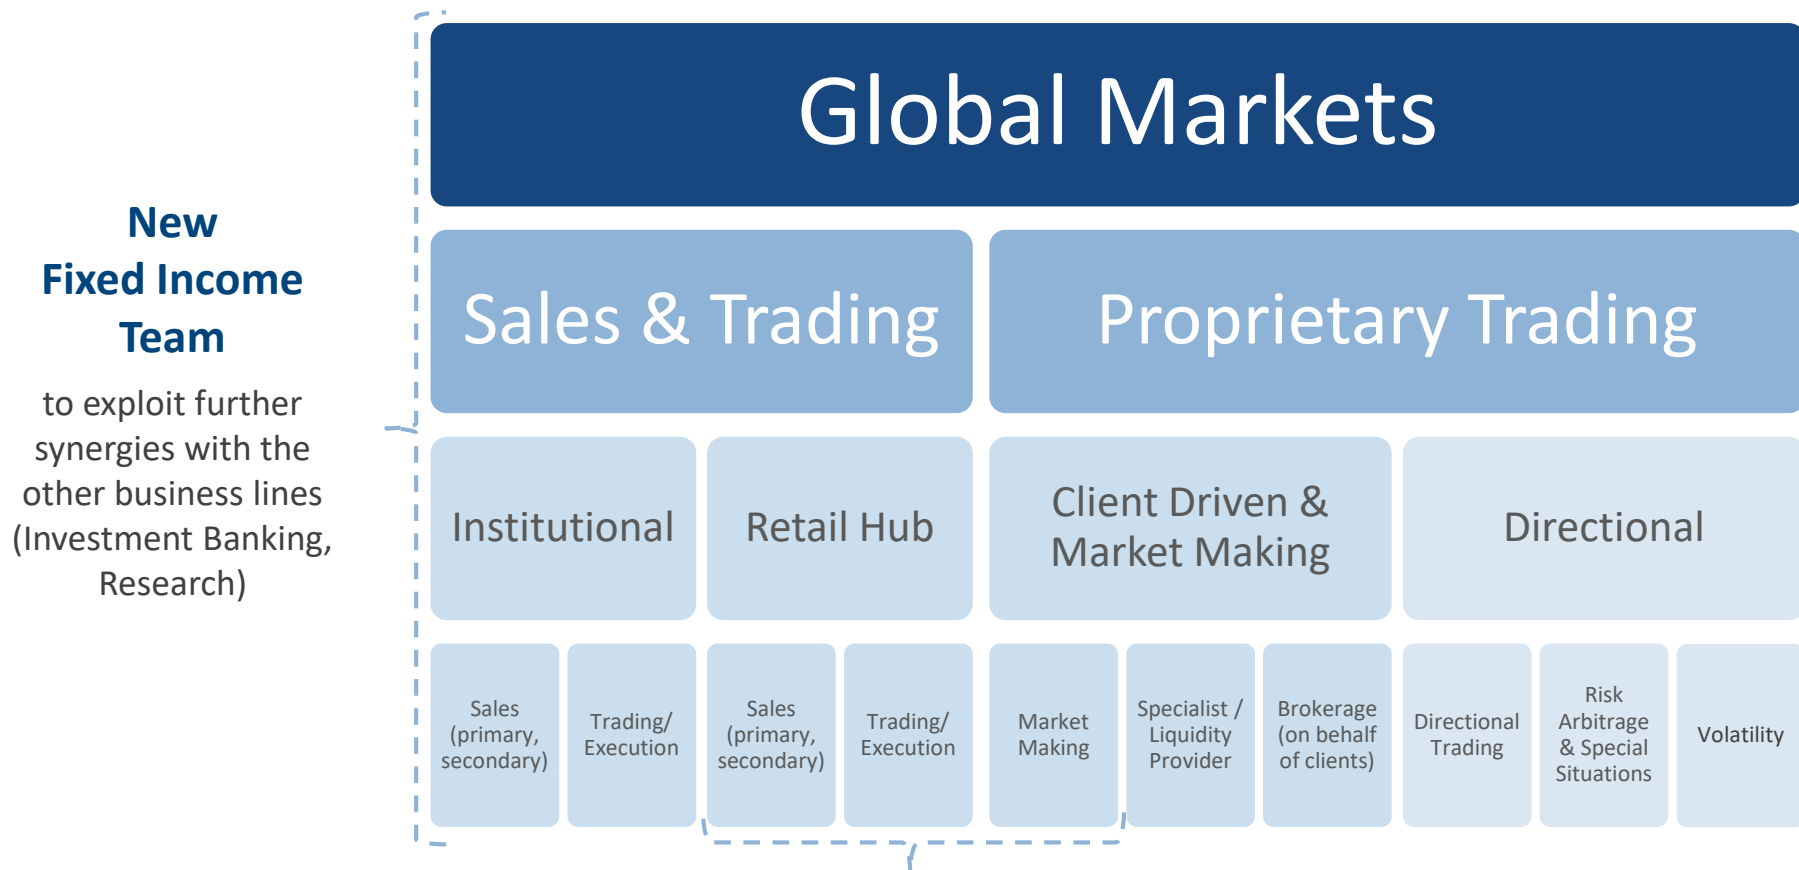 Global Markets
New
Fixed Income
Team
to exploit further
synergies with the
other business lines
(Investment Banking,
Research)
Sales & Trading
Proprietary Trading
Institutional
Retail Hub
Client Driven &
Market Making
Directional
Sales
(primary,
secondary)
Trading/
Execution
Sales
(primary,
secondary)
Trading/
Execution
Market
Making
Specialist /
Liquidity
Provider
Brokerage
(on behalf
of clients)
Directional
Trading
Risk
Arbitrage
& Special
Situations
Volatility